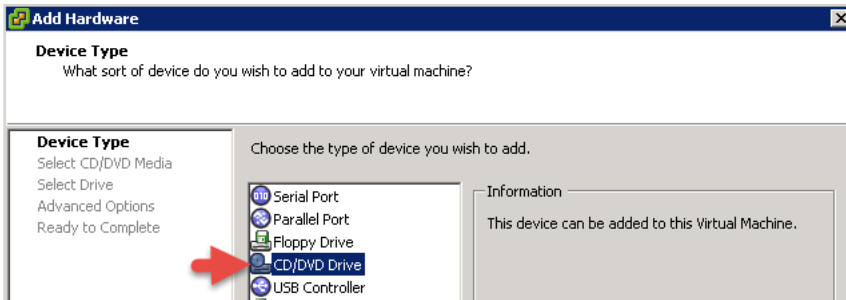 Add Hardware
Device Type
What sort of device do you wish to add to your virtual machine?
Device Type
Select CD/DVD Media
Select Drive
Advanced Options
Ready to Complete
Choose the type of device you wish to add.
Serial Port
Parallel Port
Floppy Drive
CD/DVD Drive
USB Controller
Information
This device can be added to this Virtual Machine.